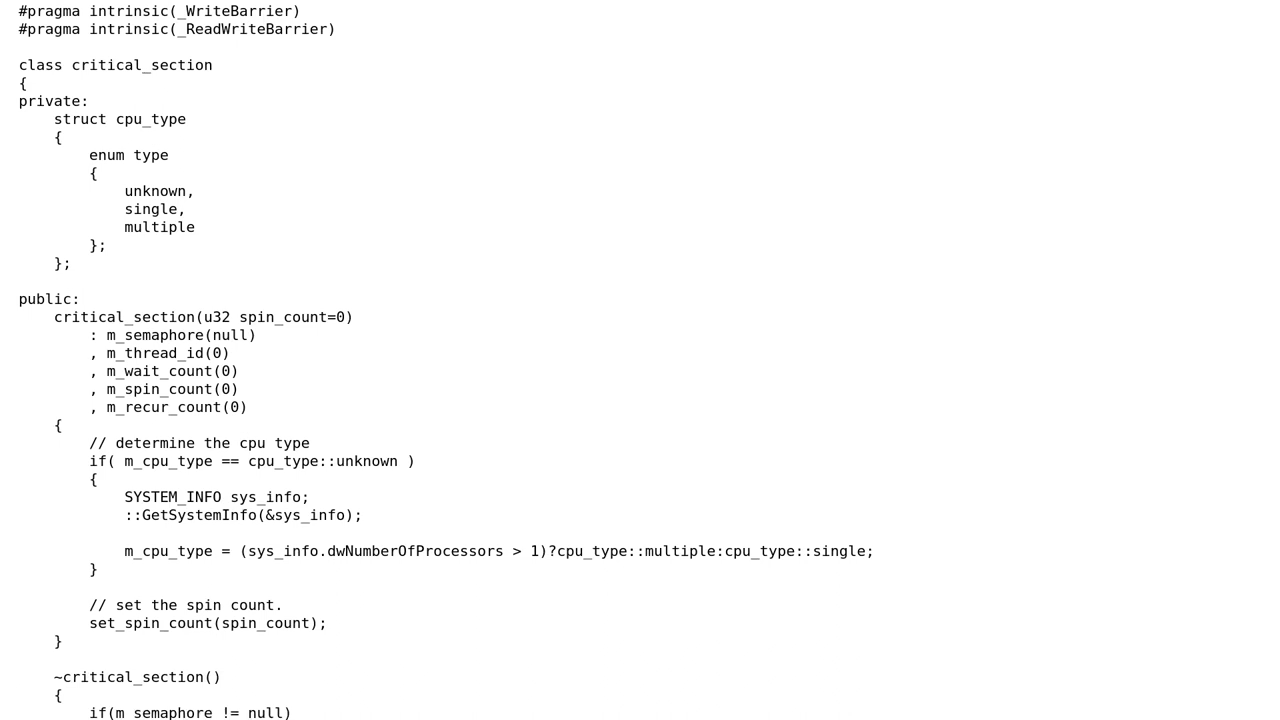 #pragma intrinsic(_WriteBarrier)
#pragma intrinsic(_ReadWriteBarrier)

class critical_section
{
private:
    struct cpu_type
    {
        enum type
        {
            unknown,
            single,
            multiple
        };
    };

public:
    critical_section(u32 spin_count=0)
        : m_semaphore(null)
        , m_thread_id(0)
        , m_wait_count(0)
        , m_spin_count(0)
        , m_recur_count(0)
    {
        // determine the cpu type
        if( m_cpu_type == cpu_type::unknown )
        {
            SYSTEM_INFO sys_info;
            ::GetSystemInfo(&sys_info);

            m_cpu_type = (sys_info.dwNumberOfProcessors > 1)?cpu_type::multiple:cpu_type::single;
        }

        // set the spin count.
        set_spin_count(spin_count);
    }

    ~critical_section()
    {
        if(m_semaphore != null)